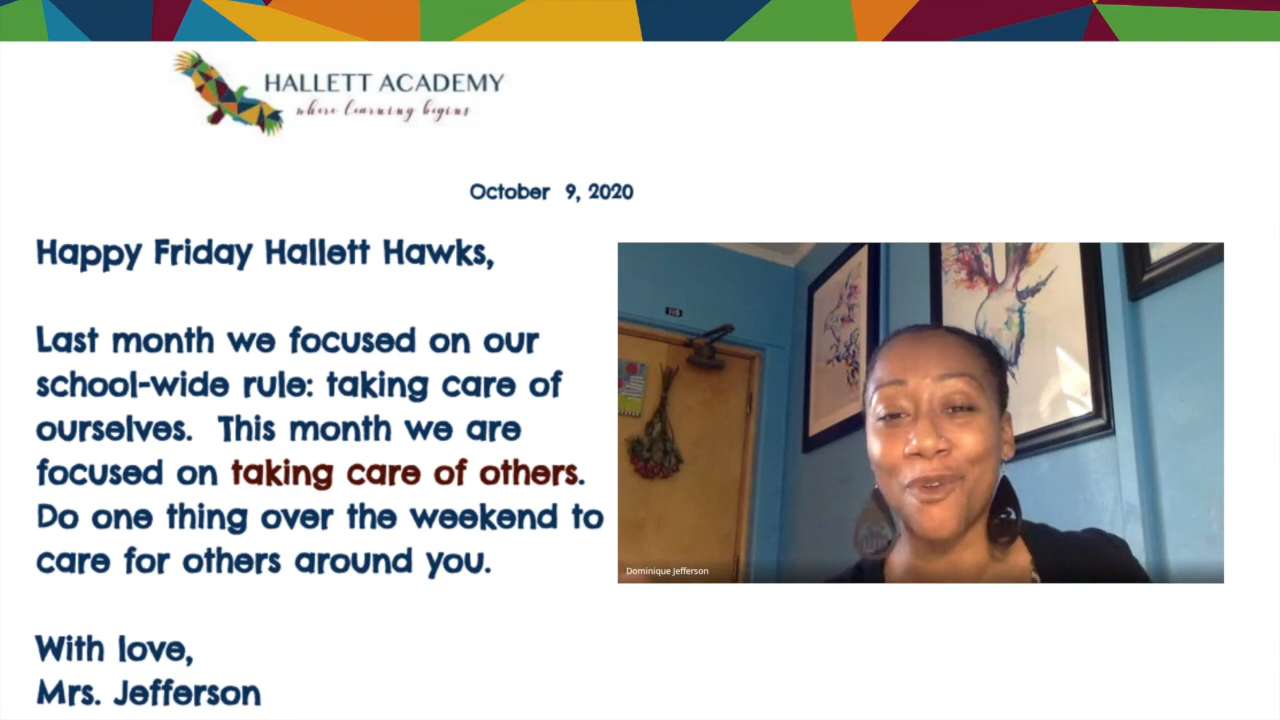 HALLETT ACADEMY
where learning begins
October 9, 2020
Happy Friday Hallett Hawks,
Last month we focused on our
school-wide rule: taking care of
ourselves. This month we are
focused on taking care of others.
Do one thing over the weekend to
care for others around you.
With love,
Mrs. Jefferson
118
Dominique Jefferson